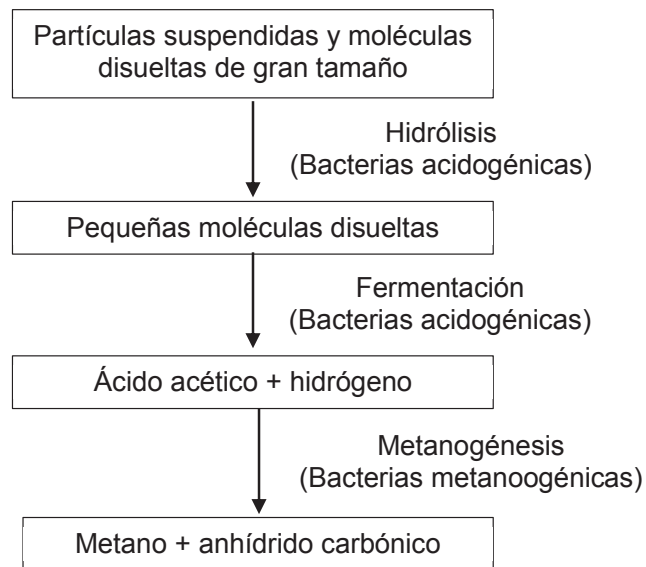 Partículas suspendidas y moléculas
disueltas de gran tamaño
Hidrólisis
(Bacterias acidogénicas)
Pequeñas moléculas disueltas
Fermentación
(Bacterias acidogénicas)
Ácido acético + hidrógeno
Metanogénesis
(Bacterias metanoogénicas)
Metano + anhídrido carbónico